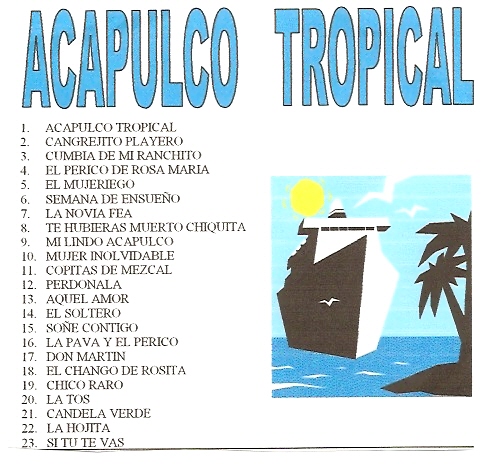 ACAPULCO TROPICAL
1. ACAPULCO TROPICAL
2. CANGREJITO PLAYERO
3. CUMBIA DE MI RANCHITO
4. EL PERICO DE ROSA MARIA
5. EL MUJERIEGO
6. SEMANA DE ENSUEÑO
7. LA NOVIA FEA
8. TE HUBIERAS MUERTO CHIQUITA
9. MI LINDO ACAPULCO
10. MUJER INOLVIDABLE
11. COPITAS DE MEZCAL
12. PERDONALA
13. AQUEL AMOR
14. EL SOLTERO
15. SOÑE CONTIGO
16. LA PAVA Y EL PERICO
17. DON MARTIN
18. EL CHANGO DE ROSITA
19. CHICO RARO
20. LA TOS
21. CANDELA VERDE
22. LA HOJITA
23. SI TU TE VAS